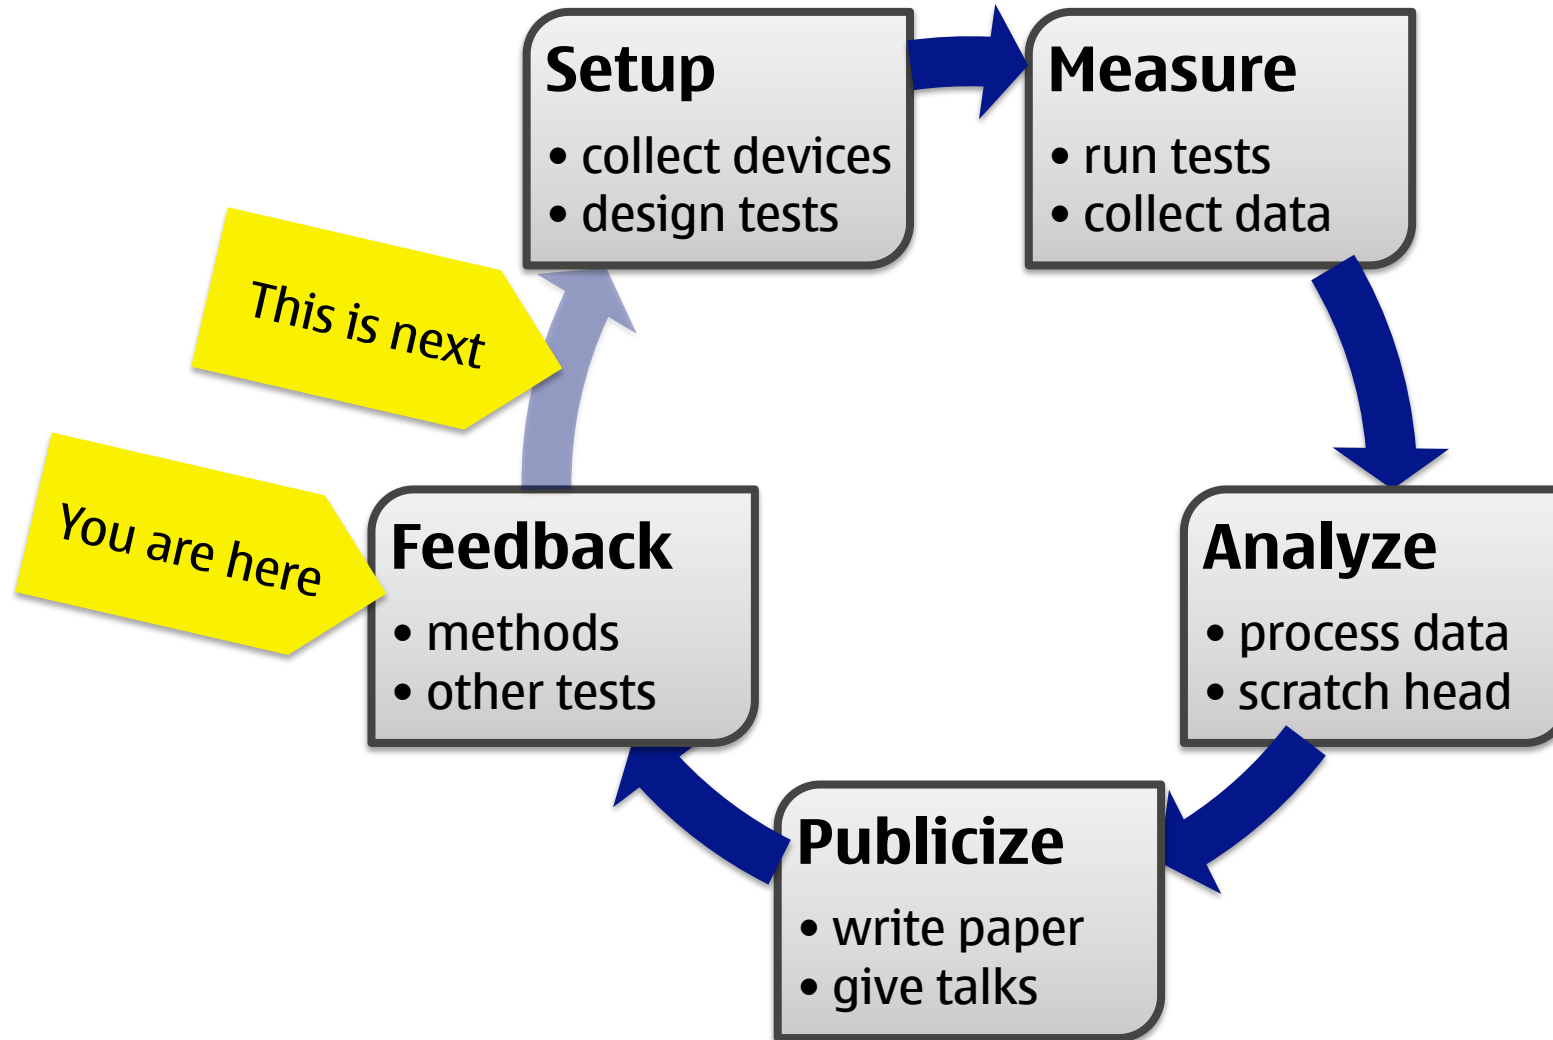 Setup
• collect devices
• design tests
Measure
• run tests
• collect data
This is next
You are here
Feedback
• methods
• other tests
Analyze
• process data
• scratch head
Publicize
• write paper
• give talks